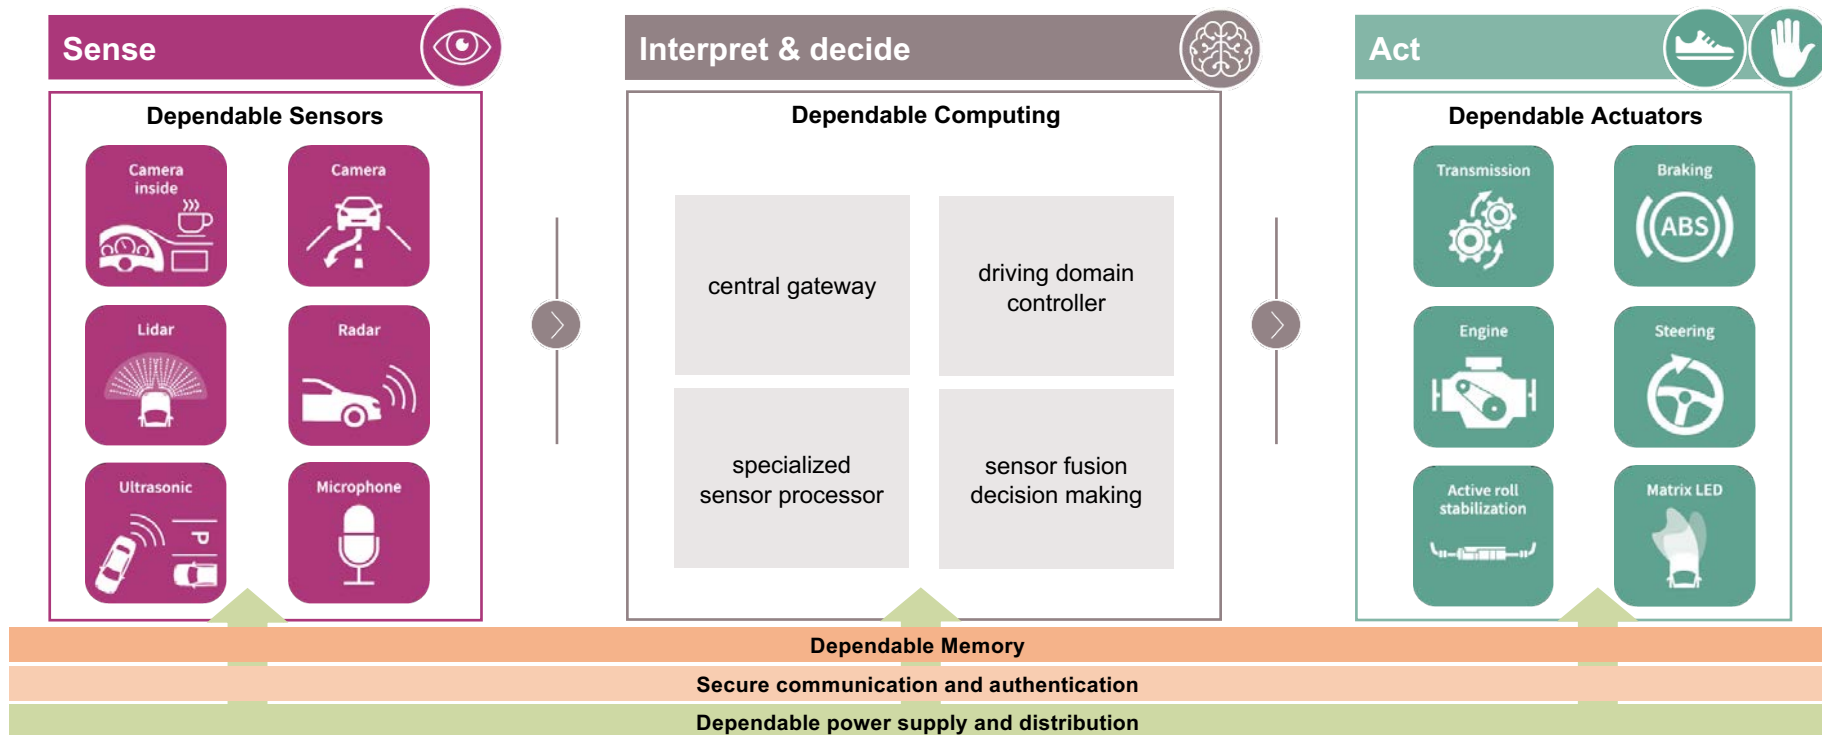 Sense
Dependable Sensors
Camera
inside
Camera
Lidar
Radar
Ultrasonic
P
Microphone
Interpret & decide
Dependable Computing
central gateway
driving domain
controller
specialized
sensor processor
sensor fusion
decision making
Act
Dependable Actuators
Transmission
Braking
ABS
Engine
Steering
Active roll
stabilization
Matrix LED
Dependable Memory
Secure communication and authentication
Dependable power supply and distribution